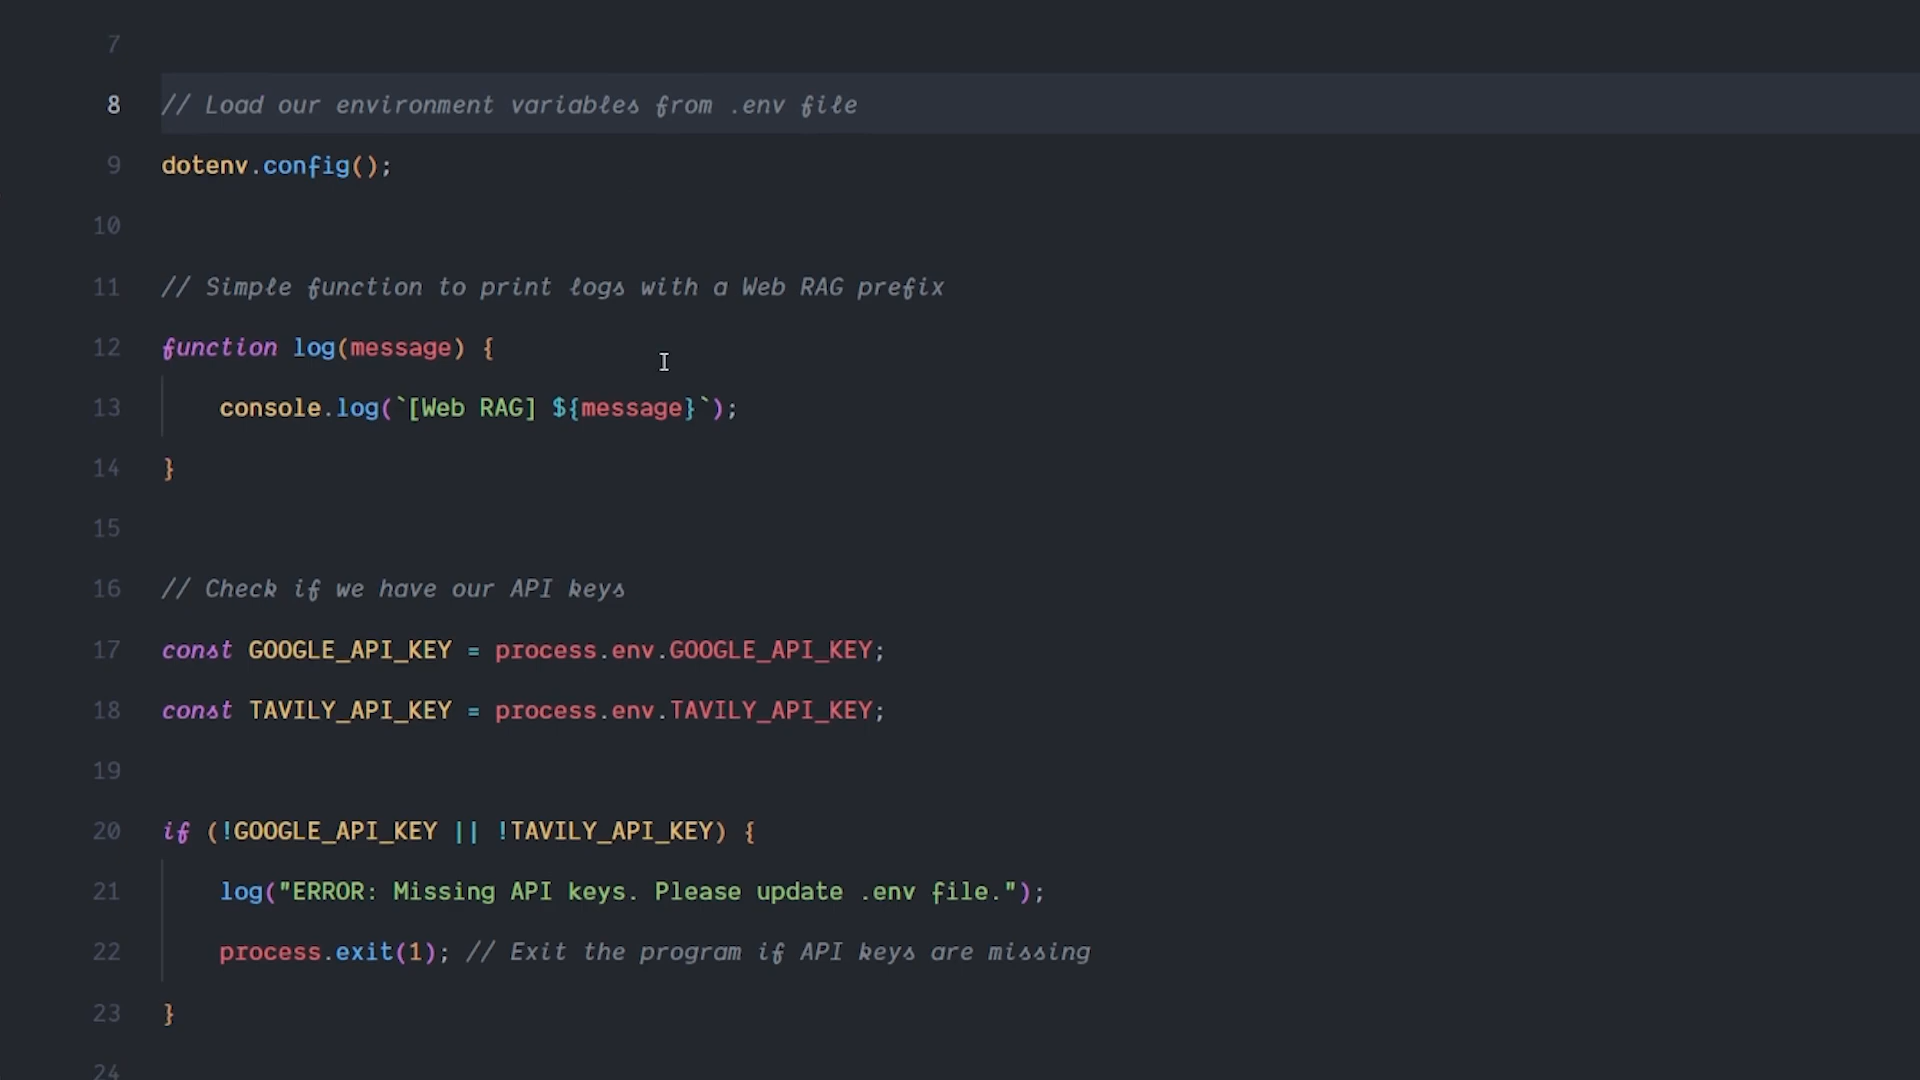 7
8 // Load our environment variables from .env file
9 dotenv.config();
10
11 // Simple function to print logs with a Web RAG prefix
12 function log(message) {
13 console.log(`[Web RAG] ${message}`);
14 }
15
16 // Check if we have our API keys
17 const GOOGLE_API_KEY = process.env.GOOGLE_API_KEY;
18 const TAVILY_API_KEY = process.env.TAVILY_API_KEY;
19
20 if (!GOOGLE_API_KEY || !TAVILY_API_KEY) {
21 log("ERROR: Missing API keys. Please update .env file.");
22 process.exit(1); // Exit the program if API keys are missing
23 }
24